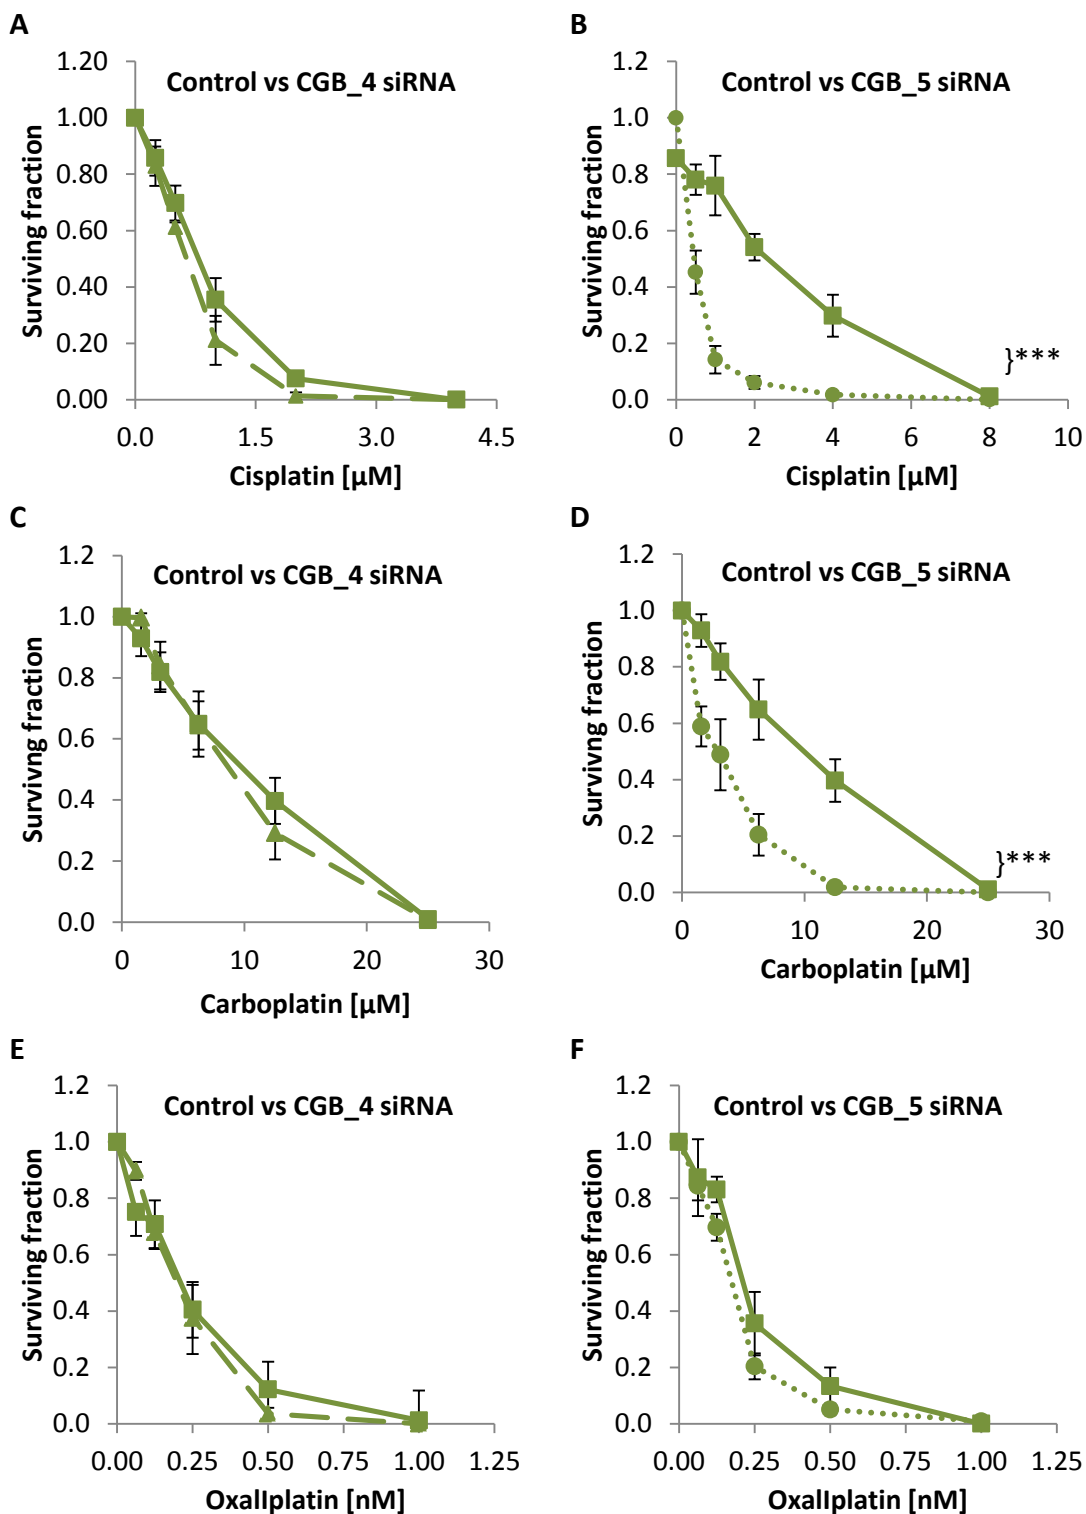 A
Control vs CGB_4 siRNA
Surviving fraction
1.20
1.00
0.80
0.60
0.40
0.20
0.00
0.0 1.5 3.0 4.5
Cisplatin [µM]
B
Control vs CGB_5 siRNA
Surviving fraction
1.2
1.0
0.8
0.6
0.4
0.2
0.0
}***
0 2 4 6 8 10
Cisplatin [µM]
C
Control vs CGB_4 siRNA
Survivng fraction
1.2
1.0
0.8
0.6
0.4
0.2
0.0
0 10 20 30
Carboplatin [µM]
D
Control vs CGB_5 siRNA
Survivng fraction
1.2
1.0
0.8
0.6
0.4
0.2
0.0
}***
0 10 20 30
Carboplatin [µM]
E
Control vs CGB_4 siRNA
Surviving fraction
1.2
1.0
0.8
0.6
0.4
0.2
0.0
0.00 0.25 0.50 0.75 1.00 1.25
OxalIplatin [nM]
F
Control vs CGB_5 siRNA
Surviving fraction
1.2
1.0
0.8
0.6
0.4
0.2
0.0
0.00 0.25 0.50 0.75 1.00 1.25
OxalIplatin [nM]